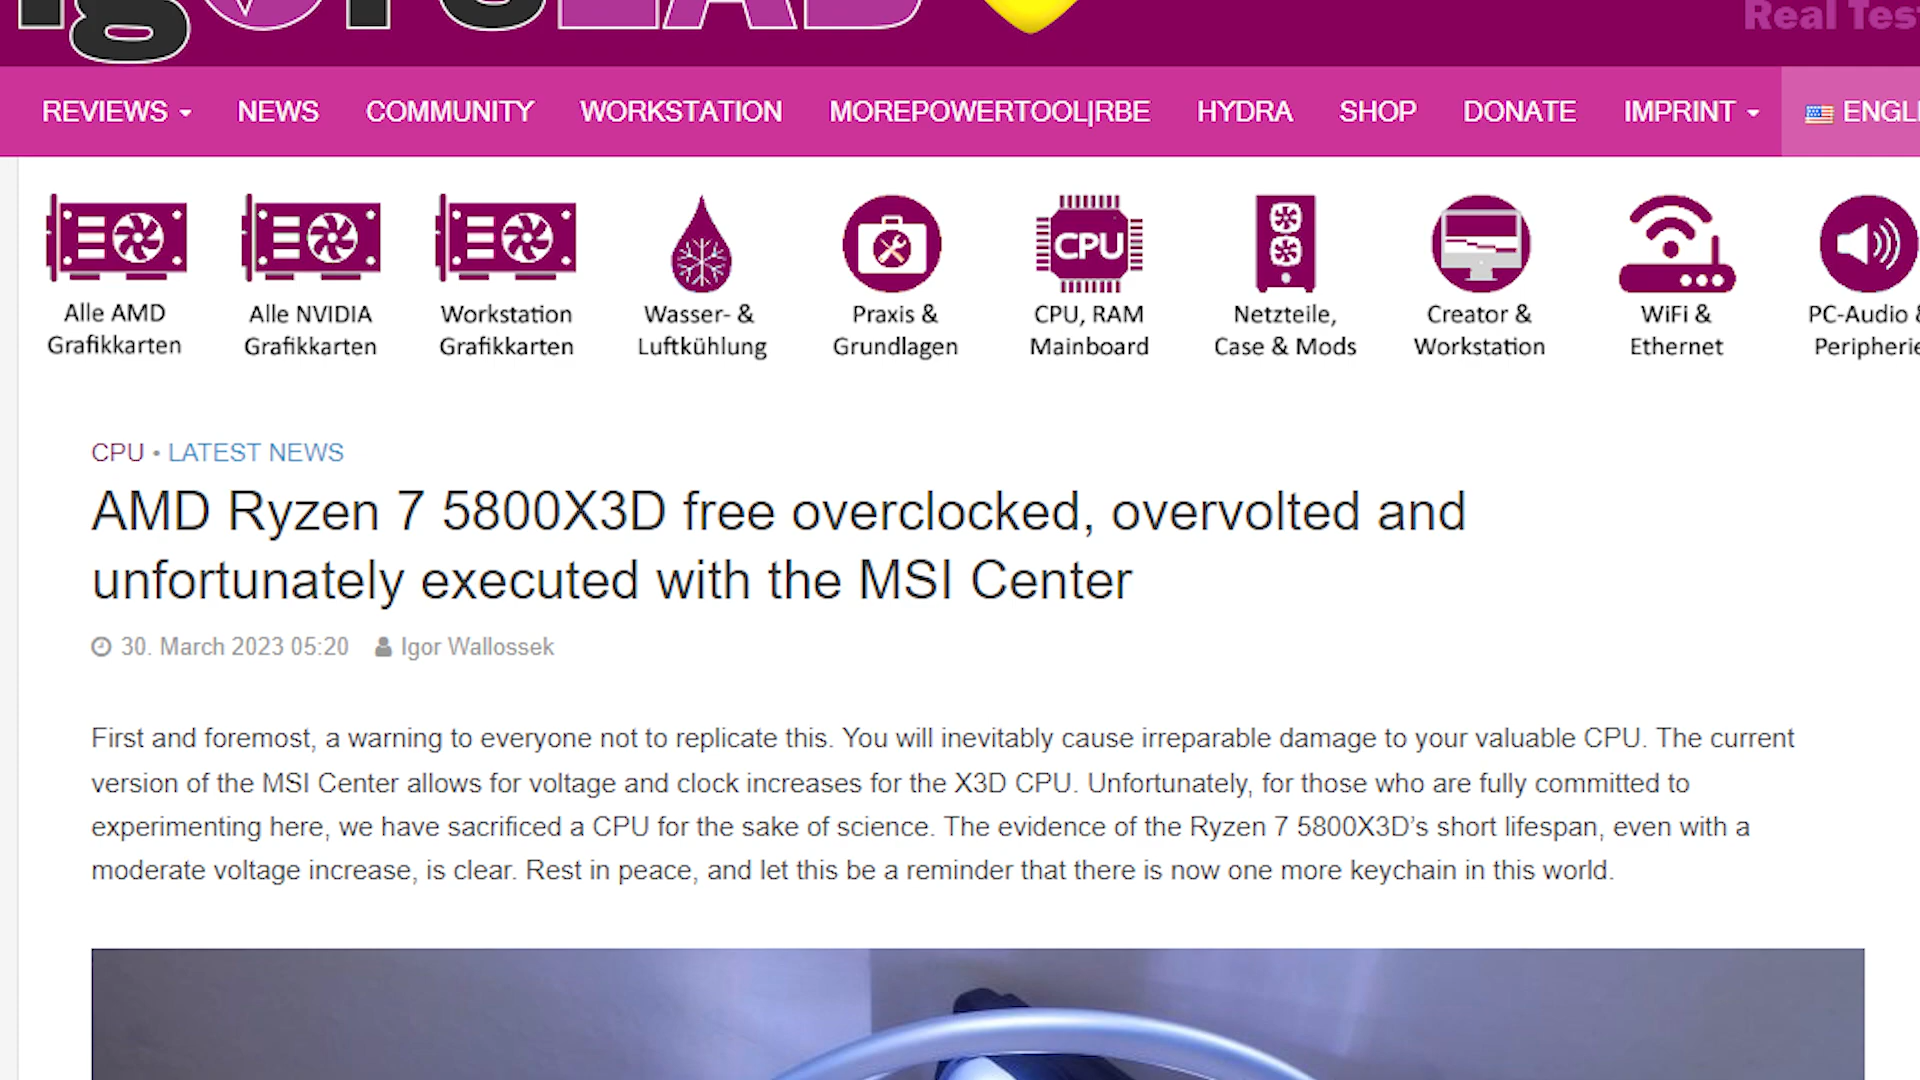 Igor'sLAB
Real Tes
REVIEWS NEWS COMMUNITY WORKSTATION MOREPOWERTOOL|RBE HYDRA SHOP DONATE IMPRINT ENGLI
CPU
Alle AMD
Grafikkarten
Alle NVIDIA
Grafikkarten
Workstation
Grafikkarten
Wasser- &
Luftkühlung
Praxis &
Grundlagen
CPU, RAM
Mainboard
Netzteile,
Case & Mods
Creator &
Workstation
WiFi &
Ethernet
PC-Audio &
Peripherie
CPU • LATEST NEWS
AMD Ryzen 7 5800X3D free overclocked, overvolted and
unfortunately executed with the MSI Center
30. March 2023 05:20 Igor Wallossek
First and foremost, a warning to everyone not to replicate this. You will inevitably cause irreparable damage to your valuable CPU. The current
version of the MSI Center allows for voltage and clock increases for the X3D CPU. Unfortunately, for those who are fully committed to
experimenting here, we have sacrificed a CPU for the sake of science. The evidence of the Ryzen 7 5800X3D’s short lifespan, even with a
moderate voltage increase, is clear. Rest in peace, and let this be a reminder that there is now one more keychain in this world.